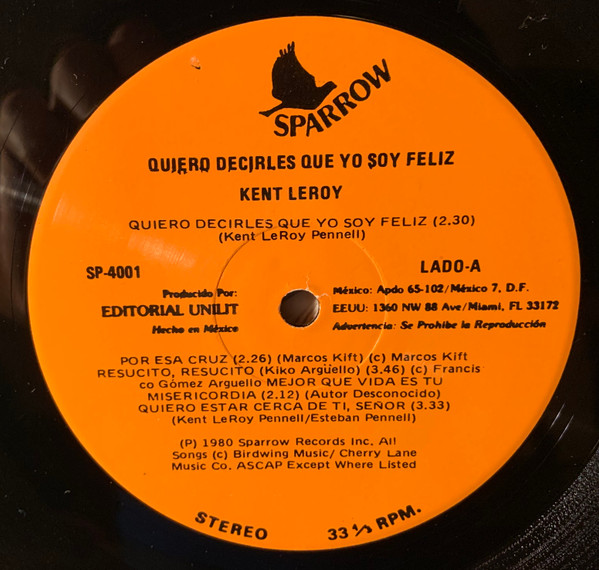 SPARROW
QUIERO DECIRLES QUE YO SOY FELIZ
KENT LEROY
QUIERO DECIRLES QUE YO SOY FELIZ (2.30)
(Kent LeRoy Pennell)
SP-4001
LADO-A
Producido Por:
EDITORIAL UNILIT
Hecho en México
México: Apdo 65-102/México 7, D.F.
EEUU: 1360 NW 88 Ave/Miami, FL 33172
Advertencia: Se Prohibe la Reproducción
POR ESA CRUZ (2.26) (Marcos Kift) (c) Marcos Kift
RESUCITO, RESUCITO (Kiko Argüello) (3.46) (c) Francis
co Gómez Arguello MEJOR QUE VIDA ES TU
MISERICORDIA (2.12) (Autor Desconocido)
QUIERO ESTAR CERCA DE TI, SEÑOR (3.33)
(Kent LeRoy Pennell/Esteban Pennell)
(P) 1980 Sparrow Records Inc. All
Songs (c) Birdwing Music/ Cherry Lane
Music Co. ASCAP Except Where Listed
STEREO
33 ⅓ RPM.